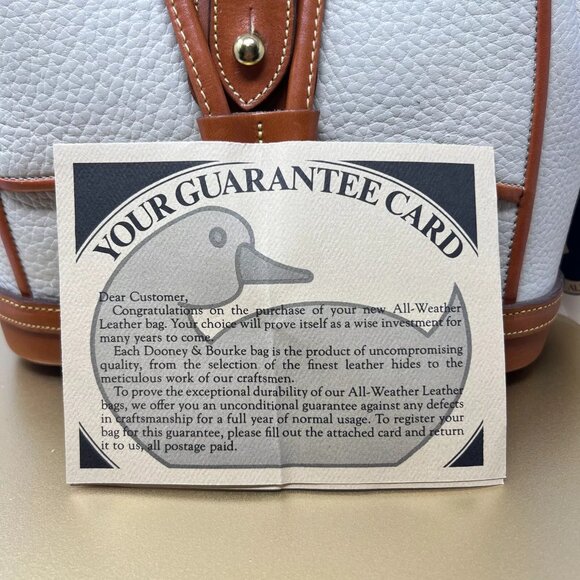 YOUR GUARANTEE CARD
Dear Customer,
Congratulations on the purchase of your new All-Weather
Leather bag. Your choice will prove itself as a wise investment for
many years to come.
Each Dooney & Bourke bag is the product of uncompromising
quality, from the selection of the finest leather hides to the
meticulous work of our craftsmen.
To prove the exceptional durability of our All-Weather Leather
bags, we offer you an unconditional guarantee against any defects
in craftsmanship for a full year of normal usage. To register your
bag for this guarantee, please fill out the attached card and return
it to us, all postage paid.